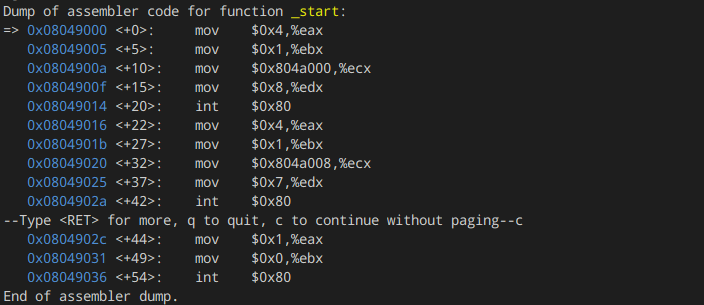 Dump of assembler code for function _start:
=> 0x08049000 <+0>:     mov    $0x4,%eax
   0x08049005 <+5>:     mov    $0x1,%ebx
   0x0804900a <+10>:    mov    $0x804a000,%ecx
   0x0804900f <+15>:    mov    $0x8,%edx
   0x08049014 <+20>:    int    $0x80
   0x08049016 <+22>:    mov    $0x4,%eax
   0x0804901b <+27>:    mov    $0x1,%ebx
   0x08049020 <+32>:    mov    $0x804a008,%ecx
   0x08049025 <+37>:    mov    $0x7,%edx
   0x0804902a <+42>:    int    $0x80
--Type <RET> for more, q to quit, c to continue without paging--c
   0x0804902c <+44>:    mov    $0x1,%eax
   0x08049031 <+49>:    mov    $0x0,%ebx
   0x08049036 <+54>:    int    $0x80
End of assembler dump.